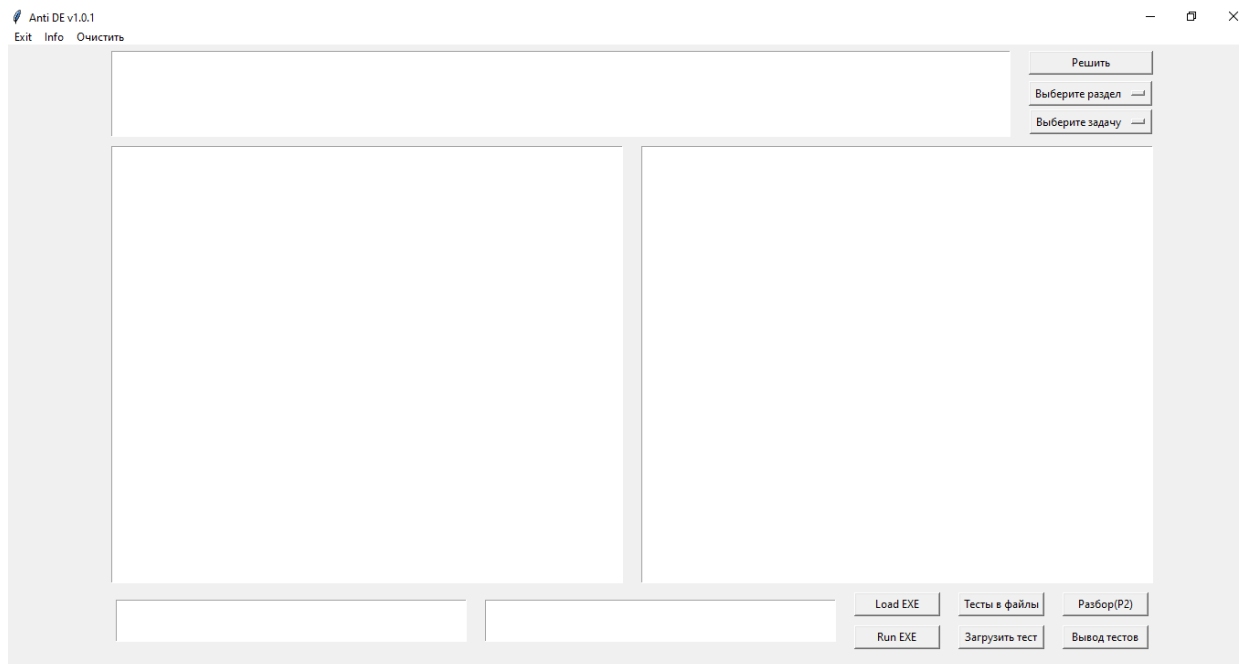 Anti DE v1.0.1
Exit Info Очистить
Решить
Выберите раздел
Выберите задачу
Load EXE Тесты в файлы Разбор(P2)
Run EXE Загрузить тест Вывод тестов